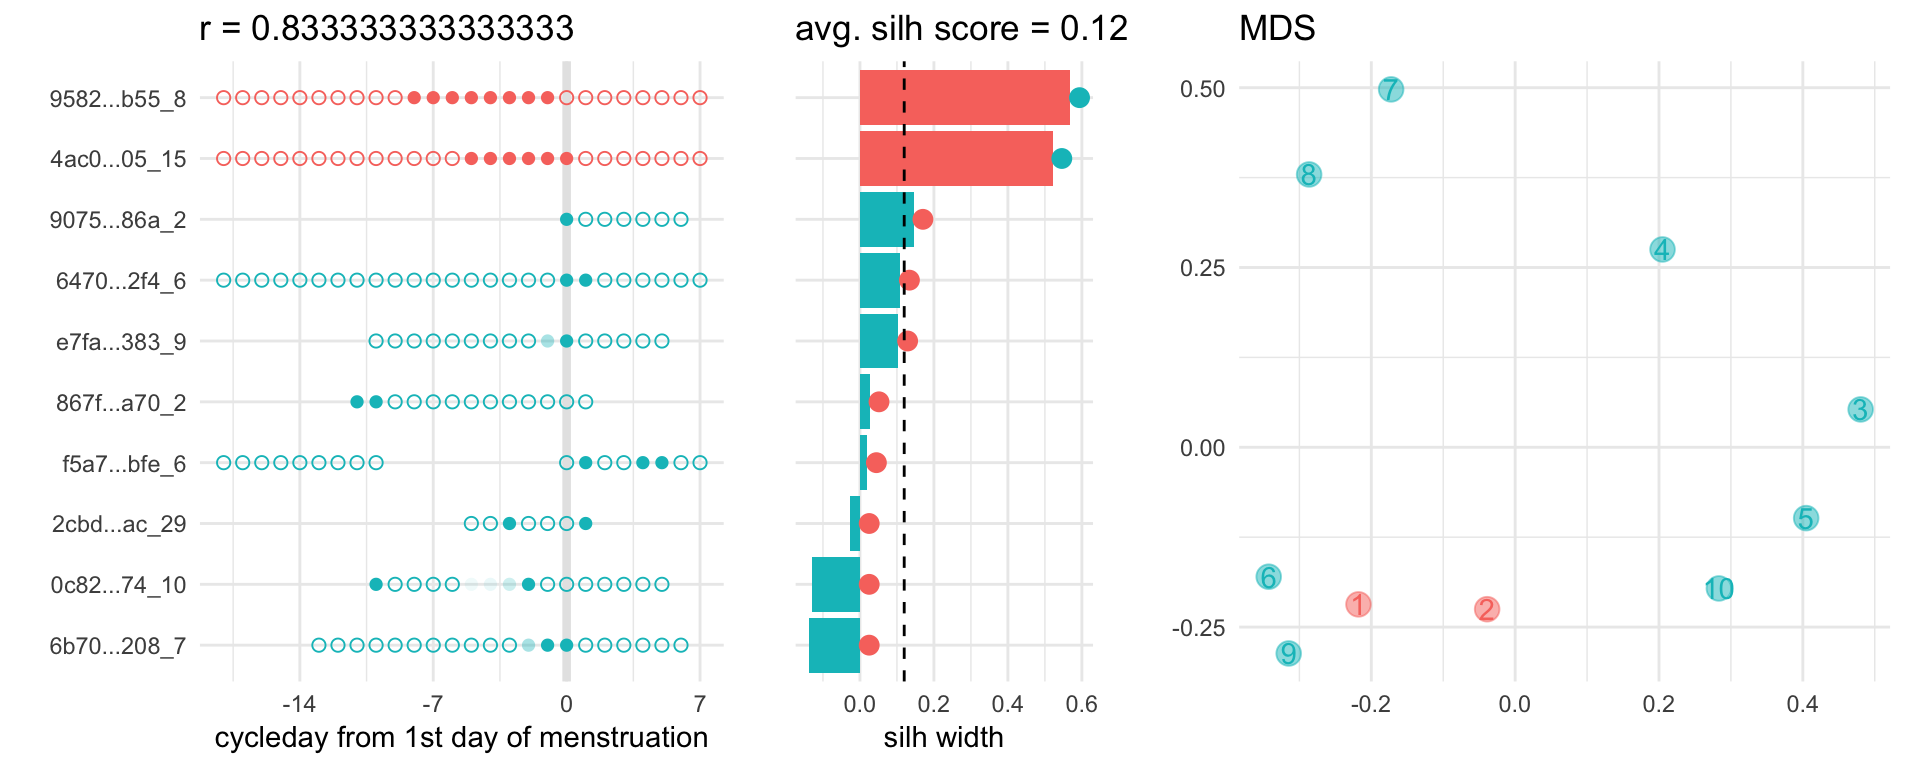 r = 0.833333333333333
avg. silh score = 0.12
MDS
9582...b55_8
4ac0...05_15
9075...86a_2
6470...2f4_6
e7fa...383_9
867f...a70_2
f5a7...bfe_6
2cbd...ac_29
0c82...74_10
6b70...208_7
-14 -7 0 7
cycleday from 1st day of menstruation
0.0 0.2 0.4 0.6
silh width
0.50
0.25
0.00
-0.25
7
8
4
3
5
6
10
1
2
9
-0.2 0.0 0.2 0.4